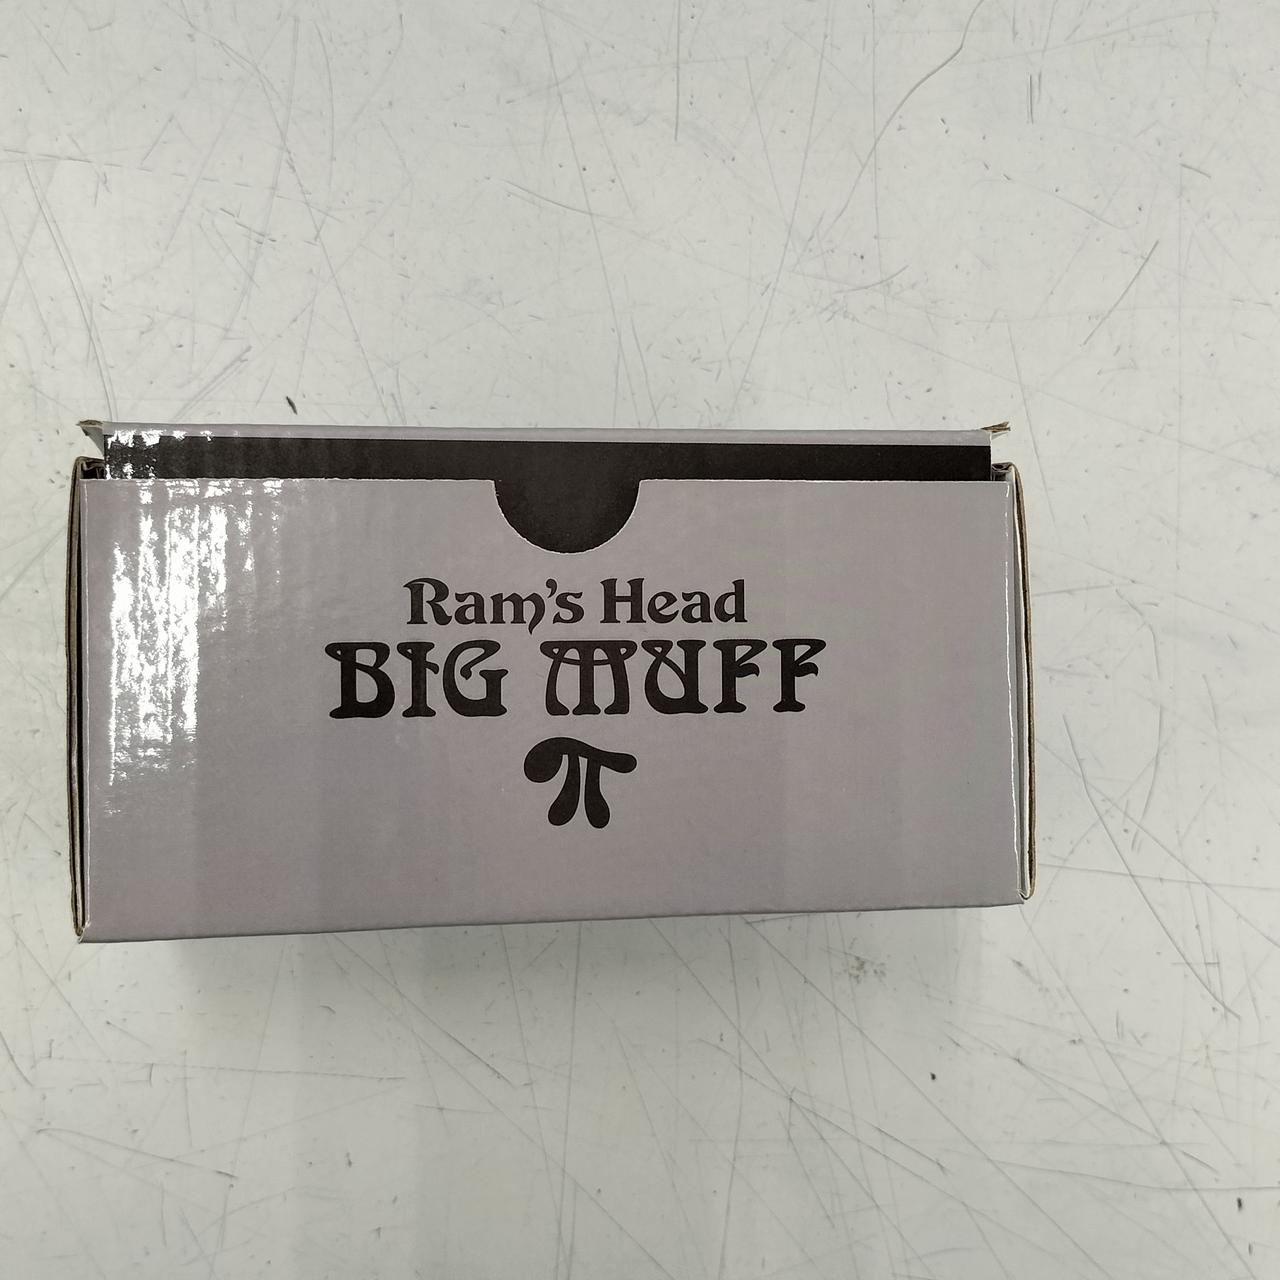 Ram's Head
BIG MUFF
π